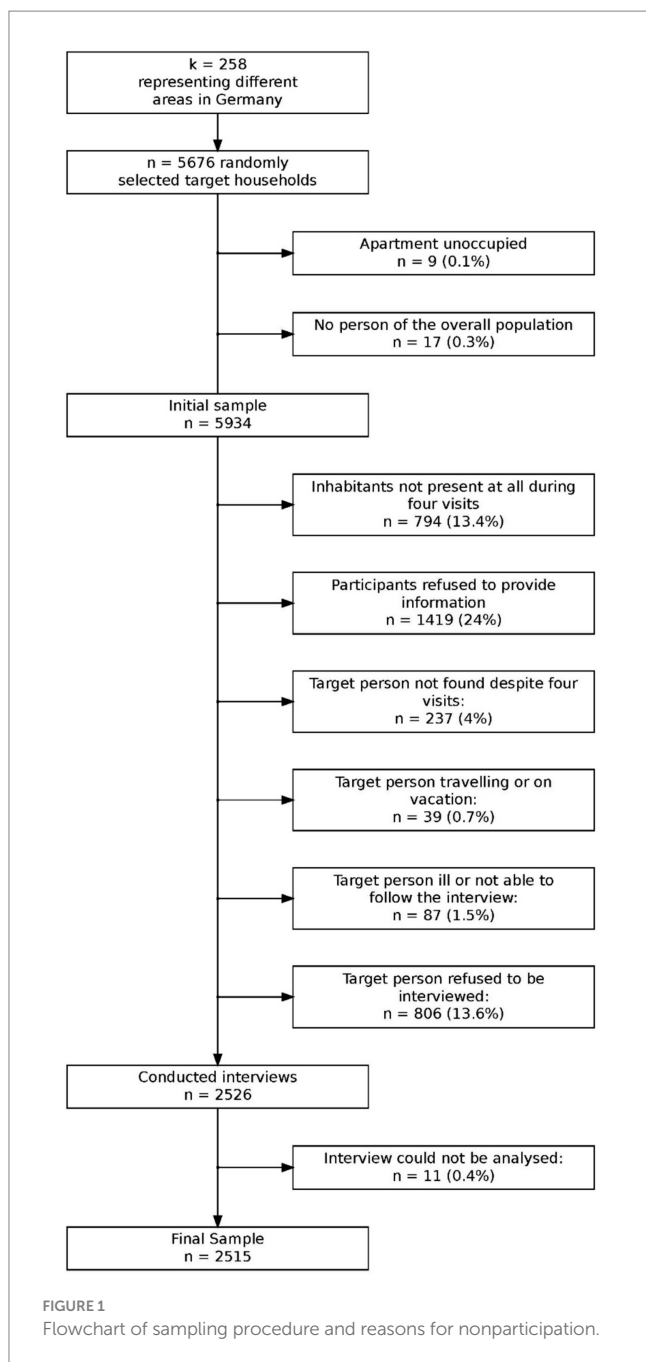 k = 258
representing different
areas in Germany
n = 5676 randomly
selected target households
Apartment unoccupied
n = 9 (0.1%)
No person of the overall population
n = 17 (0.3%)
Initial sample
n = 5934
Inhabitants not present at all during
four visits
n = 794 (13.4%)
Participants refused to provide
information
n = 1419 (24%)
Target person not found despite four
visits:
n = 237 (4%)
Target person travelling or on
vacation:
n = 39 (0.7%)
Target person ill or not able to
follow the interview:
n = 87 (1.5%)
Target person refused to be
interviewed:
n = 806 (13.6%)
Conducted interviews
n = 2526
Interview could not be analysed:
n = 11 (0.4%)
Final Sample
n = 2515
FIGURE 1
Flowchart of sampling procedure and reasons for nonparticipation.